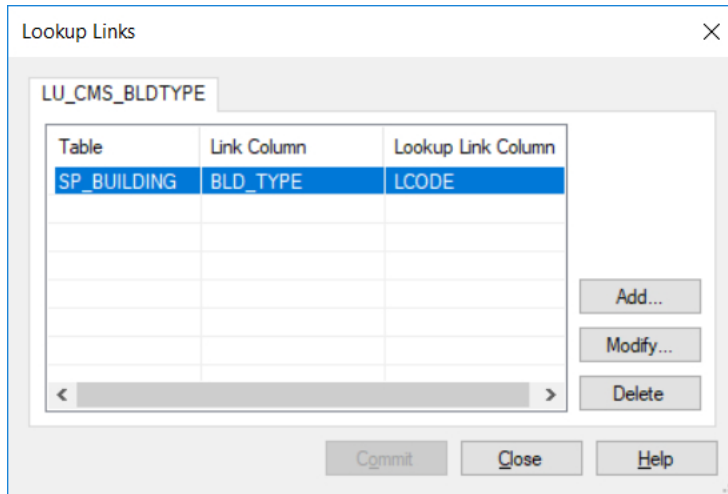 Lookup Links
LU_CMS_BLDTYPE
Table Link Column Lookup Link Column
SP_BUILDING BLD_TYPE LCODE
Add...
Modify...
Delete
Commit Close Help